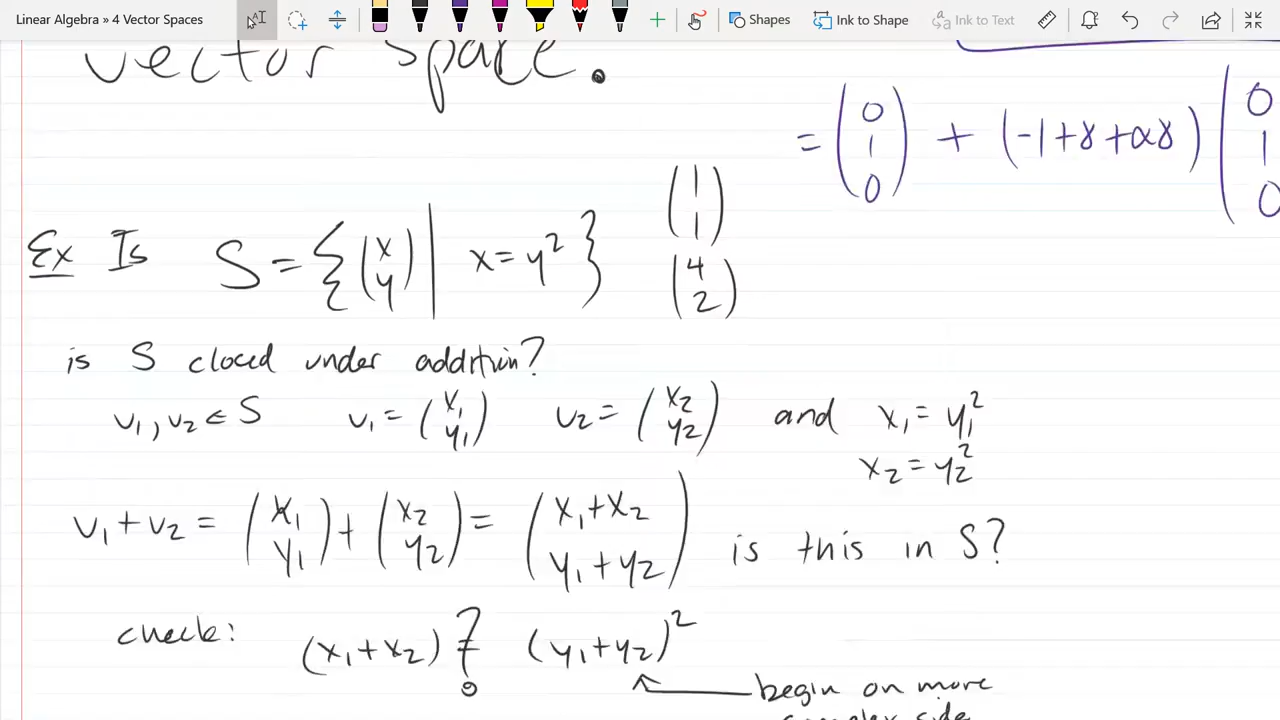 Linear Algebra » 4 Vector Spaces
Shapes
Ink to Shape
Ink to Text
vector space.
= (0 1 0) + (-1+γ+αγ) (0 1 0
Ex Is S = { (x y) | x = y² } (1 1)
(4 2)
is S closed under addition?
v₁, v₂ ∈ S v₁ = (x₁ y₁) v₂ = (x₂ y₂) and x₁ = y₁²
x₂ = y₂²
v₁ + v₂ = (x₁ y₁) + (x₂ y₂) = (x₁+x₂ y₁+y₂) is this in S?
check: (x₁+x₂) =? (y₁+y₂)²
begin on more
complex side